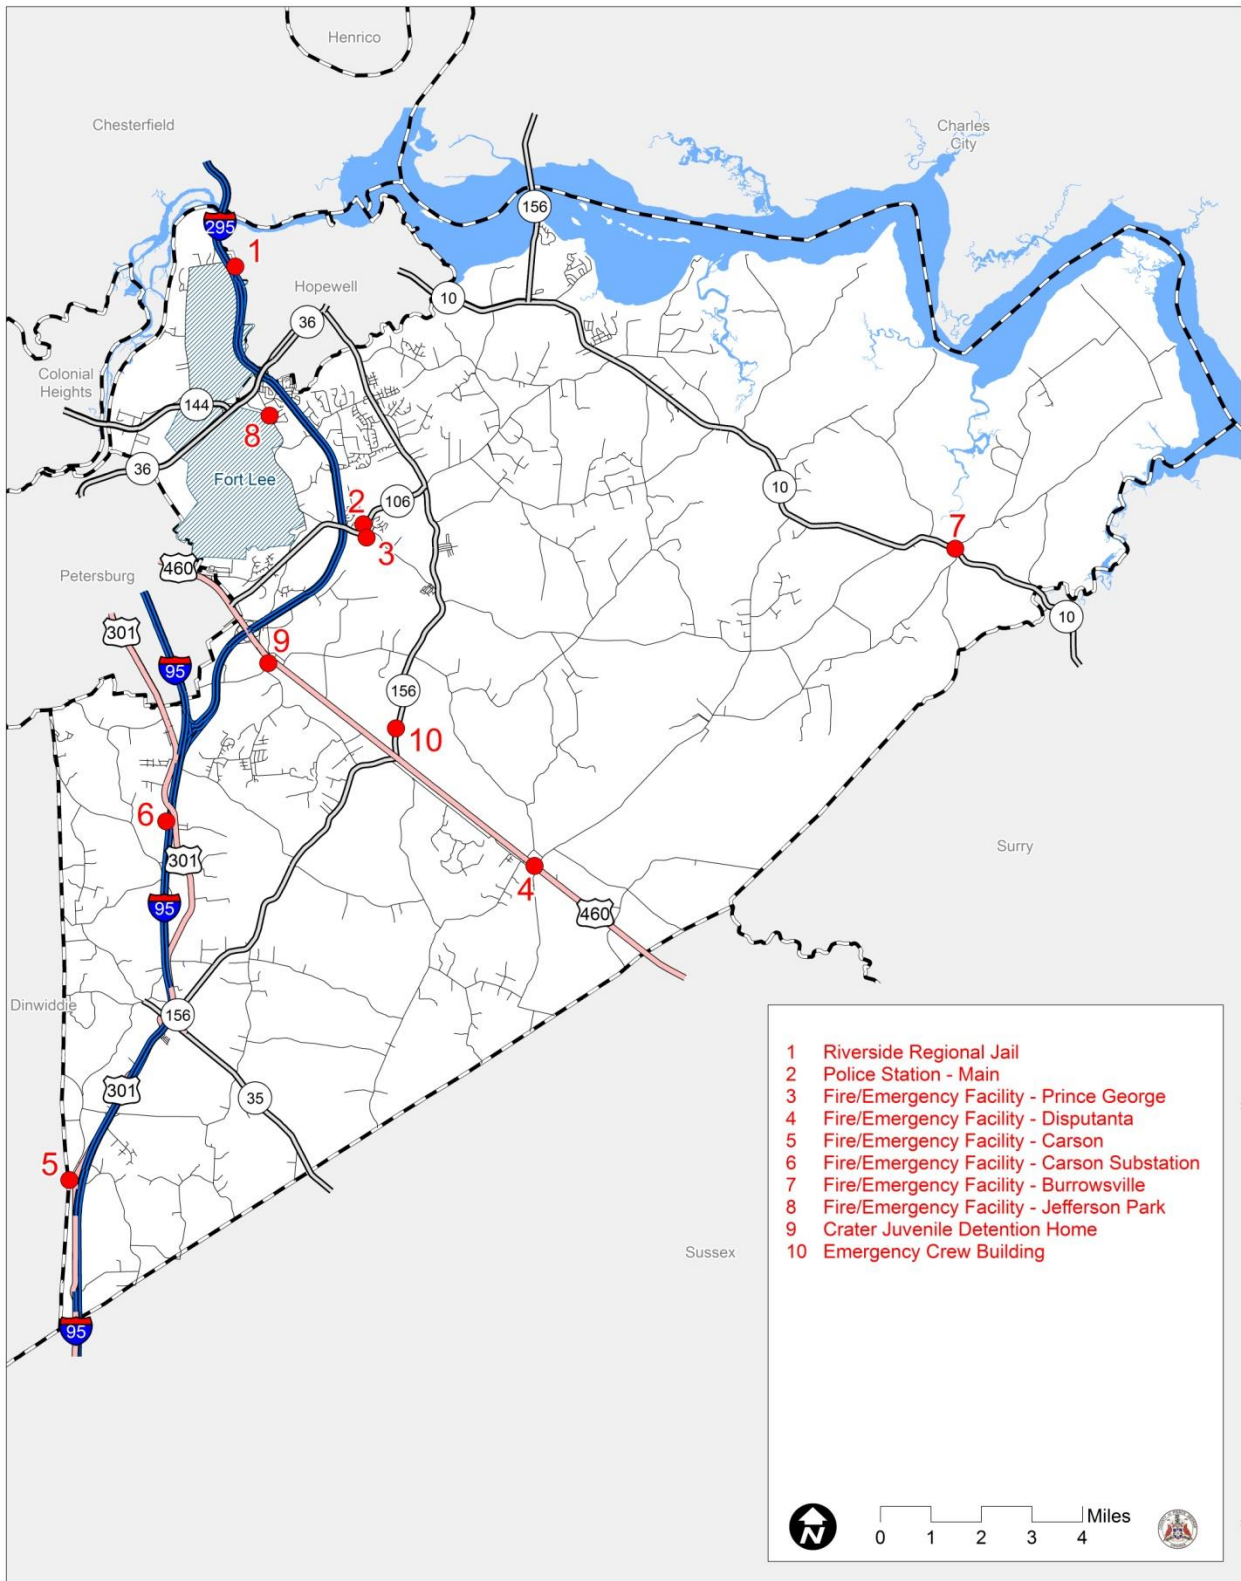 Henrico
Chesterfield
Charles
City
156
295
1
Hopewell
10
36
Colonial
Heights
144
8
36
Fort Lee
10
106
2
3
7
460
Petersburg
10
301
9
95
156
10
6
301
Surry
4
95
460
Dinwiddie
156
301
35
5
Sussex
95
1 Riverside Regional Jail
2 Police Station - Main
3 Fire/Emergency Facility - Prince George
4 Fire/Emergency Facility - Disputanta
5 Fire/Emergency Facility - Carson
6 Fire/Emergency Facility - Carson Substation
7 Fire/Emergency Facility - Burrowsville
8 Fire/Emergency Facility - Jefferson Park
9 Crater Juvenile Detention Home
10 Emergency Crew Building
N
Miles
0 1 2 3 4